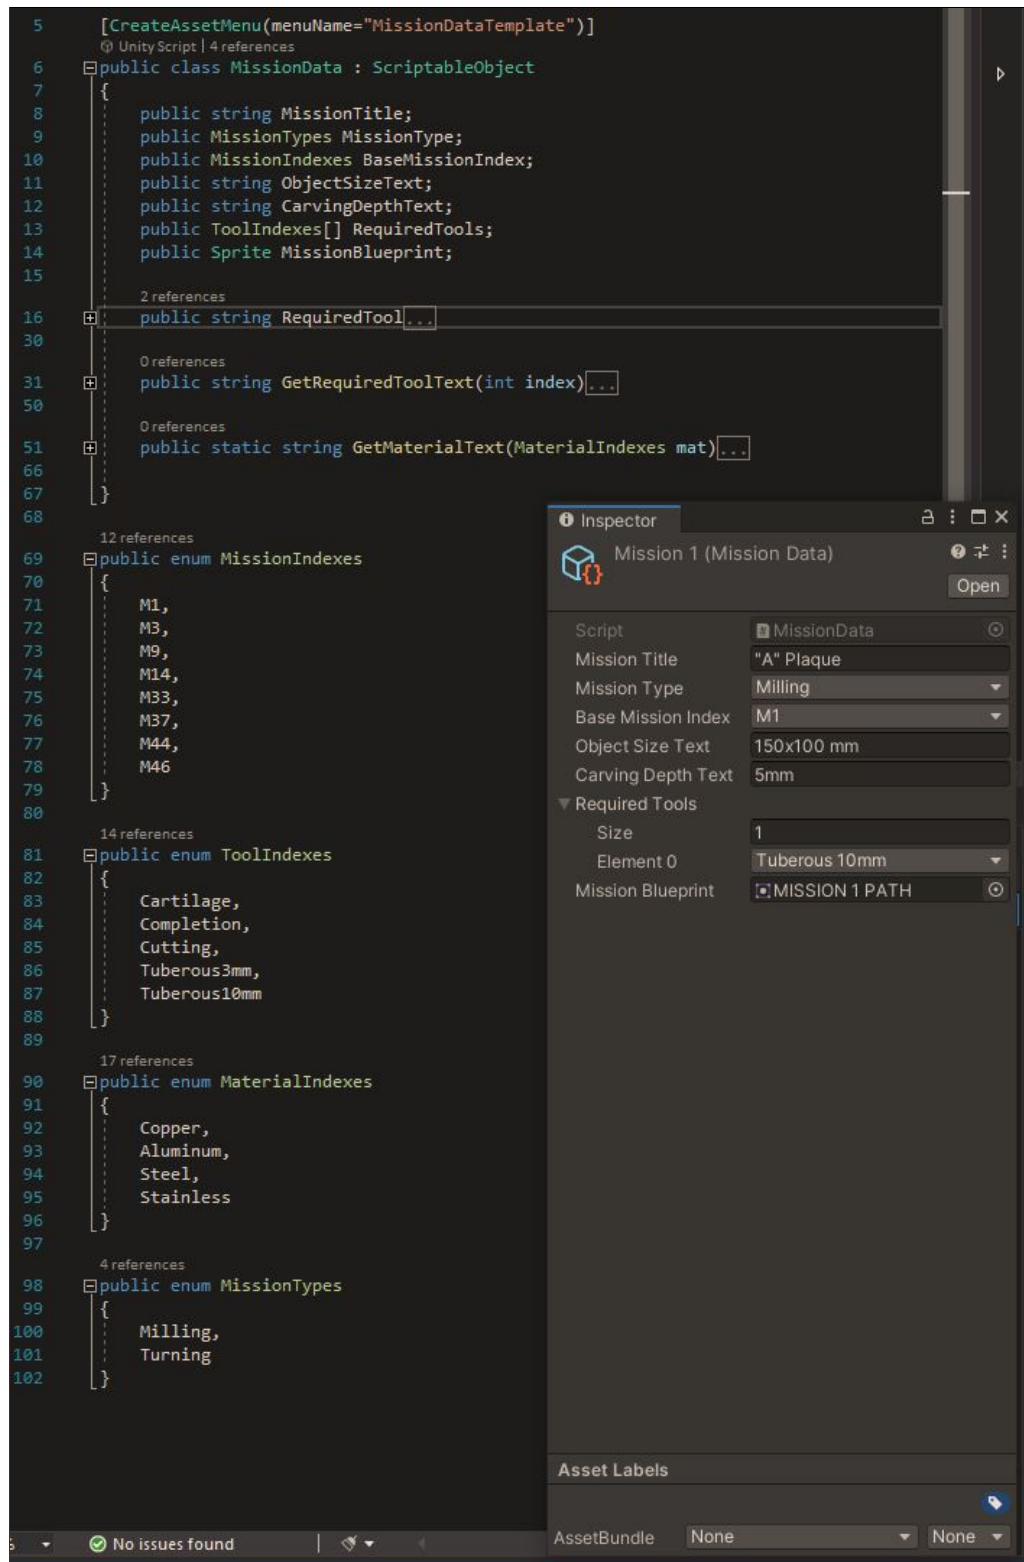 5 [CreateAssetMenu(menuName="MissionDataTemplate")]
Unity Script | 4 references
6 public class MissionData : ScriptableObject
7 {
8 public string MissionTitle;
9 public MissionTypes MissionType;
10 public MissionIndexes BaseMissionIndex;
11 public string ObjectSizeText;
12 public string CarvingDepthText;
13 public ToolIndexes[] RequiredTools;
14 public Sprite MissionBlueprint;
15
2 references
16 public string RequiredTool...
30
0 references
31 public string GetRequiredToolText(int index)...
50
0 references
51 public static string GetMaterialText(MaterialIndexes mat)...
66
67 }
68
12 references
69 public enum MissionIndexes
70 {
71 M1,
72 M3,
73 M9,
74 M14,
75 M33,
76 M37,
77 M44,
78 M46
79 }
80
14 references
81 public enum ToolIndexes
82 {
83 Cartilage,
84 Completion,
85 Cutting,
86 Tuberous3mm,
87 Tuberous10mm
88 }
89
17 references
90 public enum MaterialIndexes
91 {
92 Copper,
93 Aluminum,
94 Steel,
95 Stainless
96 }
97
4 references
98 public enum MissionTypes
99 {
100 Milling,
101 Turning
102 }
No issues found
Inspector
Mission 1 (Mission Data)
Open
Script MissionData
Mission Title "A" Plaque
Mission Type Milling
Base Mission Index M1
Object Size Text 150x100 mm
Carving Depth Text 5mm
Required Tools
Size 1
Element 0 Tuberous 10mm
Mission Blueprint MISSION 1 PATH
Asset Labels
AssetBundle None None